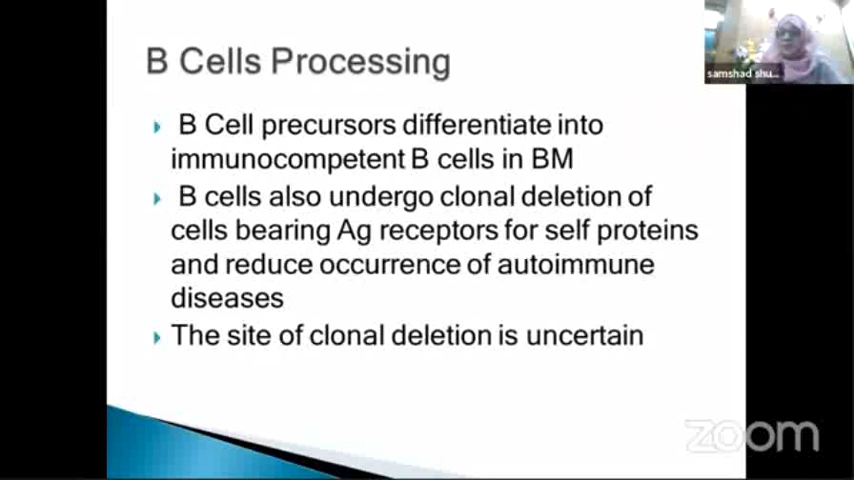 B Cells Processing
samshad shu...
B Cell precursors differentiate into
immunocompetent B cells in BM
B cells also undergo clonal deletion of
cells bearing Ag receptors for self proteins
and reduce occurrence of autoimmune
diseases
The site of clonal deletion is uncertain
zoom